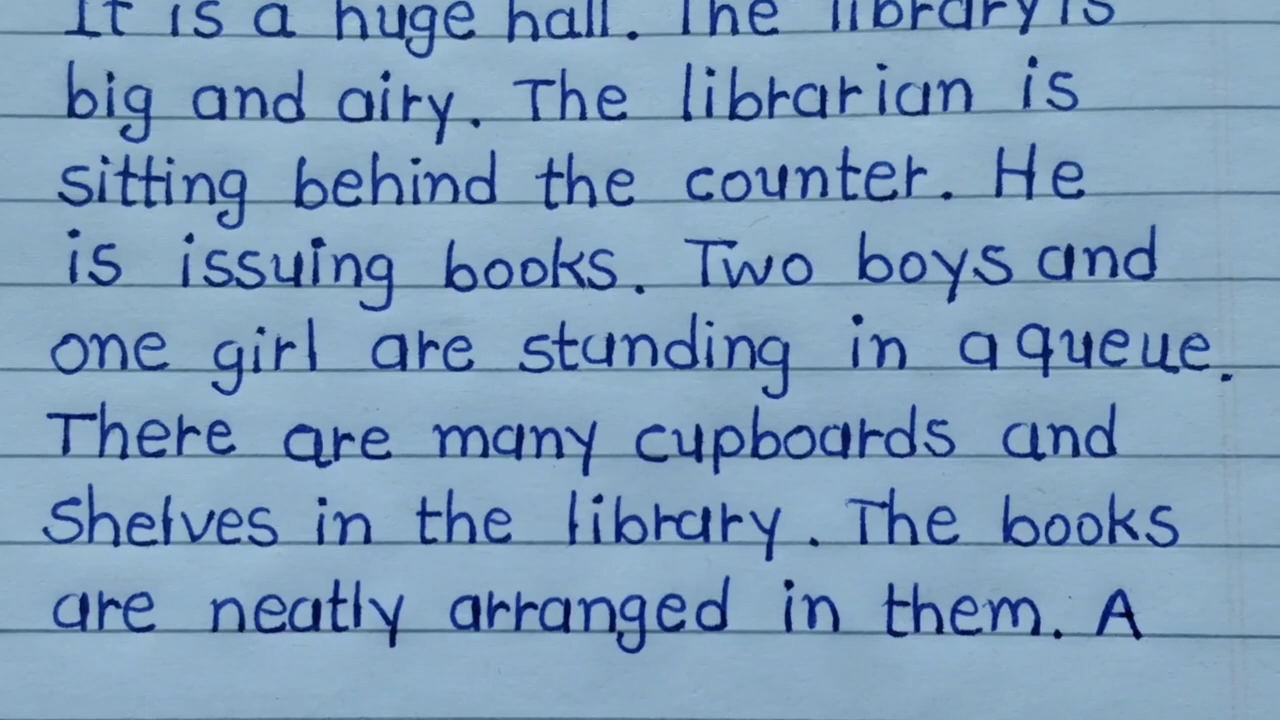 It is a huge hall. The library is
big and airy. The librarian is
sitting behind the counter. He
is issuing books. Two boys and
one girl are standing in a queue.
There are many cupboards and
shelves in the library. The books
are neatly arranged in them. A